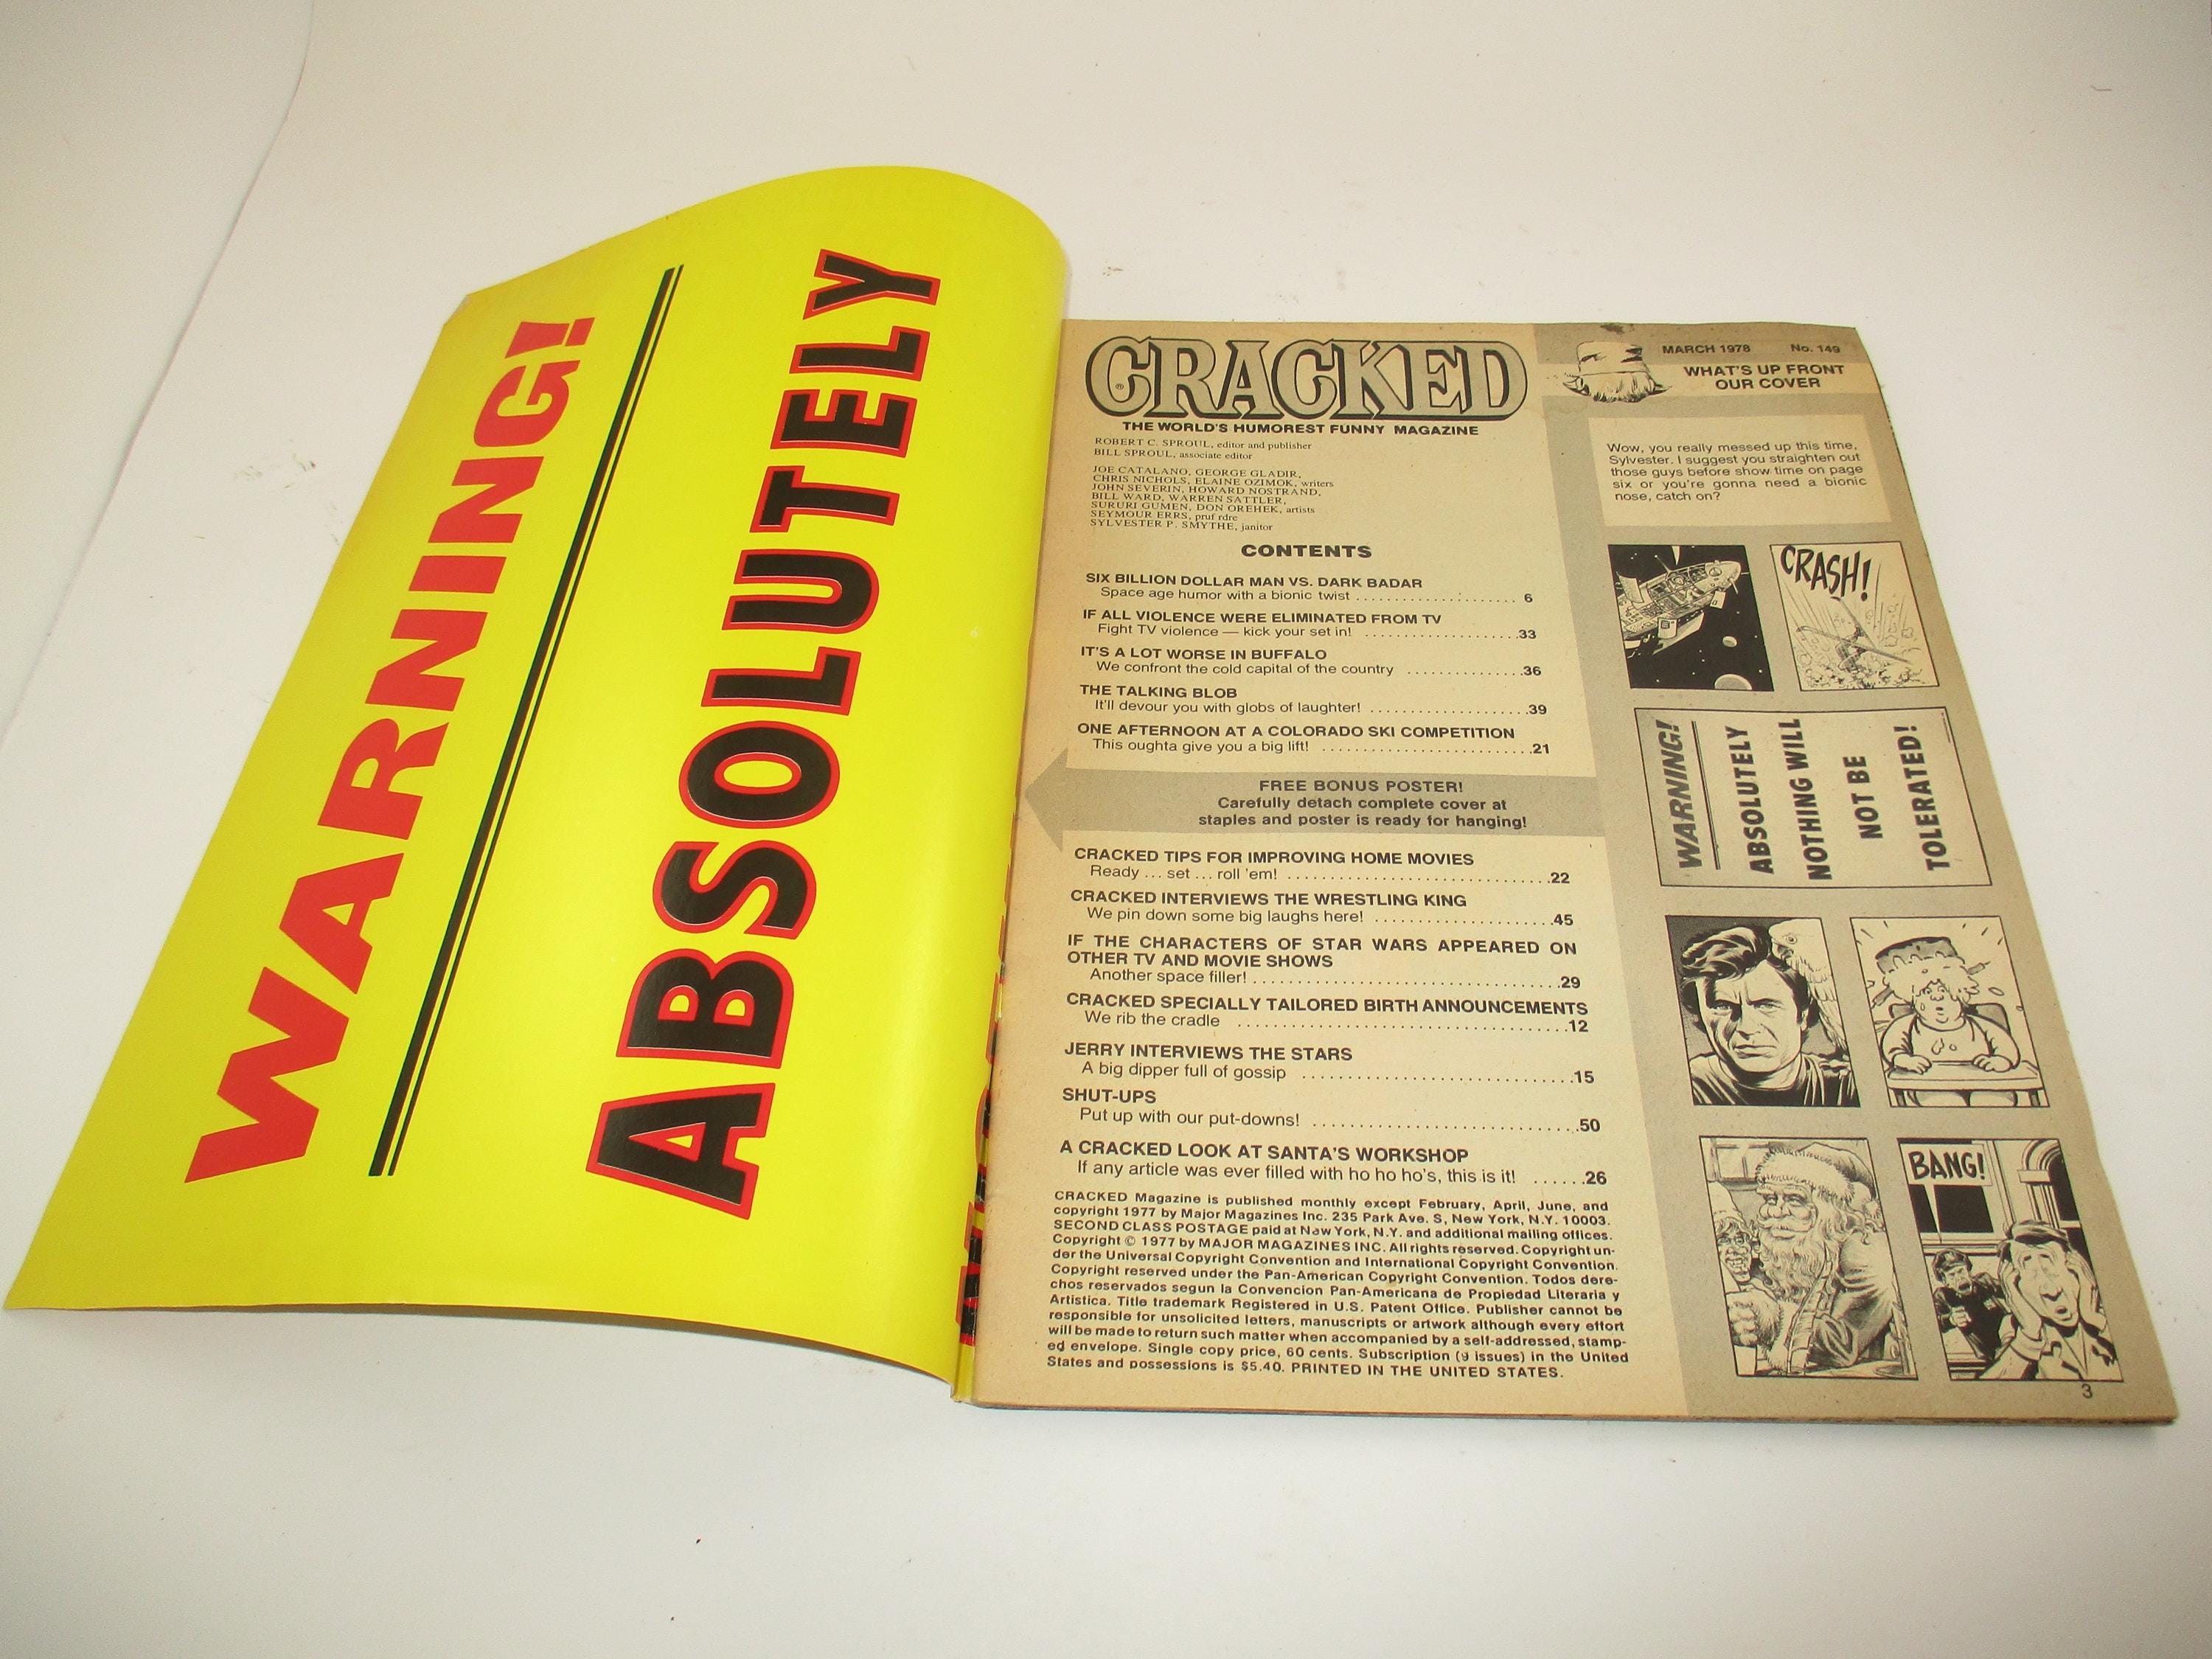 WARNING!
ABSOLUTELY
CRACKED
THE WORLD'S HUMOREST FUNNY MAGAZINE
ROBERT C. SPROUL, editor and publisher
BILL SPROUL, associate editor
JOE CATALANO, GEORGE GLADIR,
CHRIS NICHOLS, ELAINE OZIMOK, writers
JOHN SEVERIN, HOWARD NOSTRAND,
BILL WARD, WARREN SATTLER,
SURURI GUMEN, DON OREHEK, artists
SEYMOUR ERRS, pruf rdre
SYLVESTER P. SMYTHE, janitor
CONTENTS
SIX BILLION DOLLAR MAN VS. DARK BADAR
Space age humor with a bionic twist ........................ 6
IF ALL VIOLENCE WERE ELIMINATED FROM TV
Fight TV violence — kick your set in! ........................33
IT'S A LOT WORSE IN BUFFALO
We confront the cold capital of the country ..................36
THE TALKING BLOB
It'll devour you with globs of laughter! ........................39
ONE AFTERNOON AT A COLORADO SKI COMPETITION
This oughta give you a big lift! ..............................21
FREE BONUS POSTER!
Carefully detach complete cover at
staples and poster is ready for hanging!
CRACKED TIPS FOR IMPROVING HOME MOVIES
Ready ... set ... roll 'em! ....................................22
CRACKED INTERVIEWS THE WRESTLING KING
We pin down some big laughs here! ........................45
IF THE CHARACTERS OF STAR WARS APPEARED ON
OTHER TV AND MOVIE SHOWS
Another space filler! ..........................................29
CRACKED SPECIALLY TAILORED BIRTH ANNOUNCEMENTS
We rib the cradle ..............................................12
JERRY INTERVIEWS THE STARS
A big dipper full of gossip ....................................15
SHUT-UPS
Put up with our put-downs! ..................................50
A CRACKED LOOK AT SANTA'S WORKSHOP
If any article was ever filled with ho ho ho's, this is it! ......26
CRACKED Magazine is published monthly except February, April, June, and
copyright 1977 by Major Magazines Inc. 235 Park Ave. S, New York, N.Y. 10003.
SECOND CLASS POSTAGE paid at New York, N.Y. and additional mailing offices.
Copyright © 1977 by MAJOR MAGAZINES INC. All rights reserved. Copyright un-
der the Universal Copyright Convention and International Copyright Convention.
Copyright reserved under the Pan-American Copyright Convention. Todos dere-
chos reservados segun la Convencion Pan-Americana de Propiedad Literaria y
Artistica. Title trademark Registered in U.S. Patent Office. Publisher cannot be
responsible for unsolicited letters, manuscripts or artwork although every effort
will be made to return such matter when accompanied by a self-addressed, stamp-
ed envelope. Single copy price, 60 cents. Subscription (9 issues) in the United
States and possessions is $5.40. PRINTED IN THE UNITED STATES.
MARCH 1978 No. 149
WHAT'S UP FRONT
OUR COVER
Wow, you really messed up this time,
Sylvester. I suggest you straighten out
those guys before show time on page
six or you're gonna need a bionic
nose, catch on?
CRASH!
WARNING!
ABSOLUTELY
NOTHING WILL
NOT BE
TOLERATED!
BANG!
3